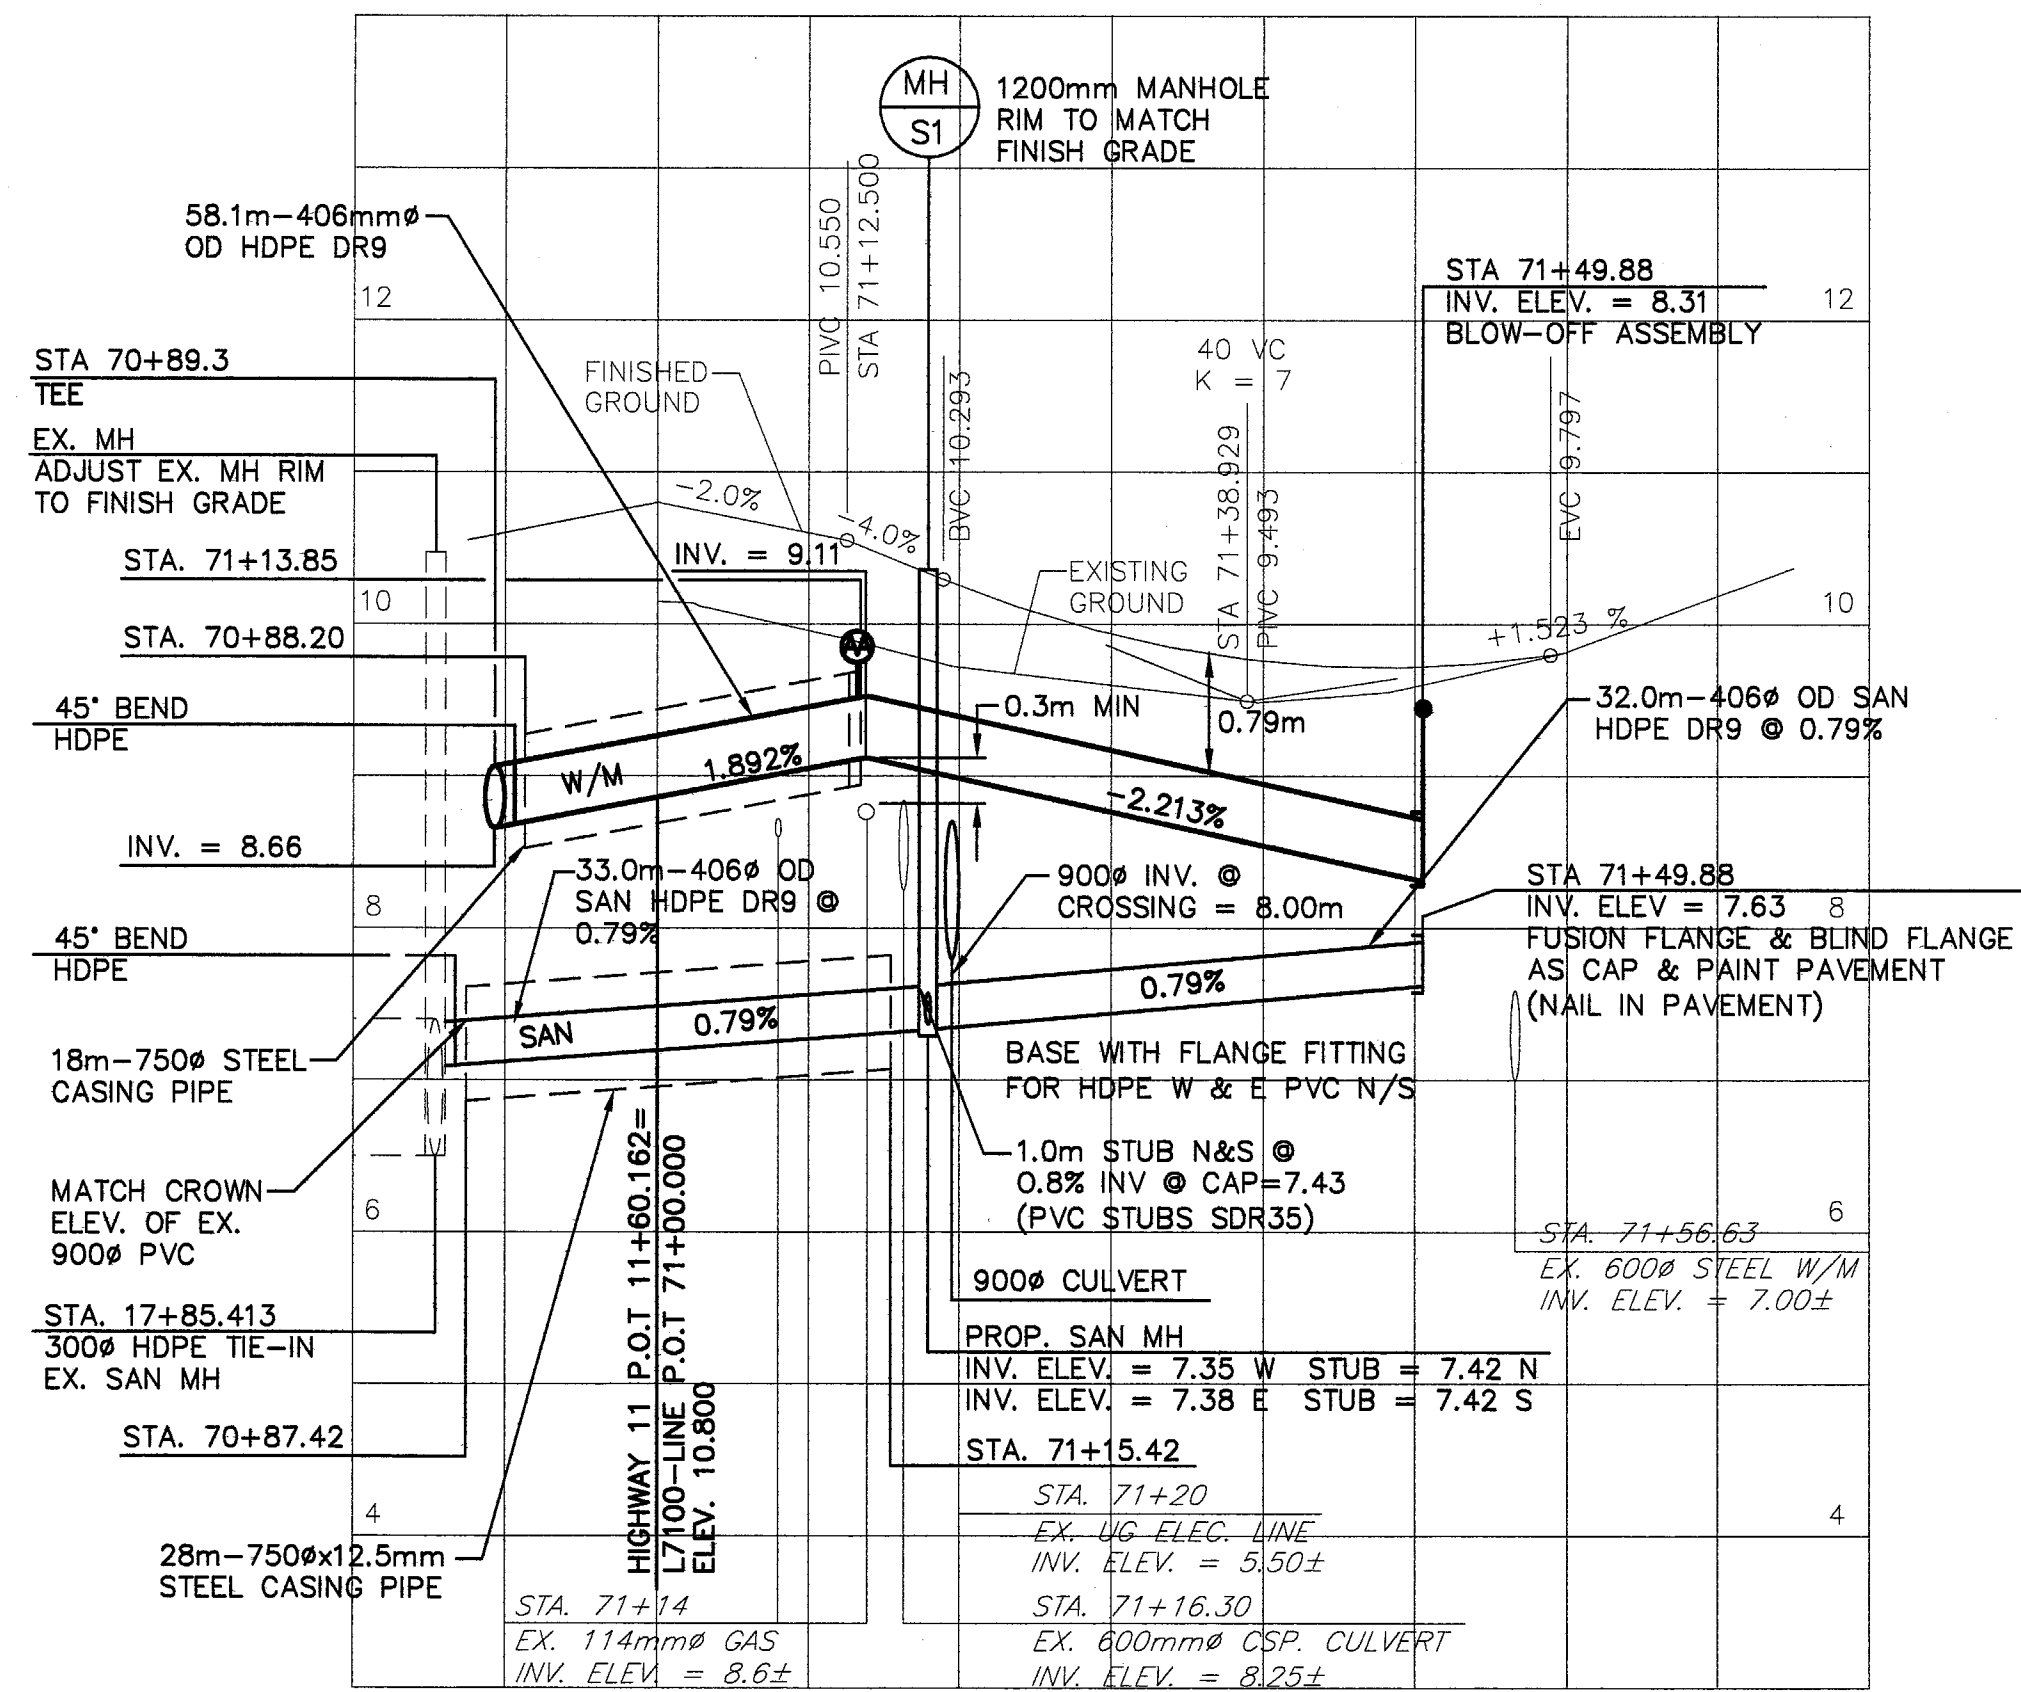 MH
S1
1200mm MANHOLE
RIM TO MATCH
FINISH GRADE
58.1m-406mmø
OD HDPE DR9
PIVC 10.550
STA 71+12.500
12
12
STA 71+49.88
INV. ELEV. = 8.31
BLOW-OFF ASSEMBLY
STA 70+89.3
TEE
FINISHED
GROUND
BVC 10.293
40 VC
K = 7
STA 71+38.929
PIVC 9.493
EVC 9.797
EX. MH
ADJUST EX. MH RIM
TO FINISH GRADE
-2.0%
-4.0%
STA. 71+13.85
INV. = 9.11
EXISTING
GROUND
10
10
+1.523 %
STA. 70+88.20
45° BEND
HDPE
0.3m MIN
0.79m
32.0m-406ø OD SAN
HDPE DR9 @ 0.79%
W/M
1.892%
-2.213%
INV. = 8.66
33.0m-406ø OD
SAN HDPE DR9 @
0.79%
900ø INV. @
CROSSING = 8.00m
STA 71+49.88
INV. ELEV = 7.63
FUSION FLANGE & BLIND FLANGE
AS CAP & PAINT PAVEMENT
(NAIL IN PAVEMENT)
8
8
45° BEND
HDPE
SAN
0.79%
0.79%
18m-750ø STEEL
CASING PIPE
BASE WITH FLANGE FITTING
FOR HDPE W & E PVC N/S
1.0m STUB N&S @
0.8% INV @ CAP=7.43
(PVC STUBS SDR35)
MATCH CROWN
ELEV. OF EX.
900ø PVC
6
6
STA. 71+56.63
EX. 600ø STEEL W/M
INV. ELEV. = 7.00±
900ø CULVERT
STA. 17+85.413
300ø HDPE TIE-IN
EX. SAN MH
HIGHWAY 11 P.O.T 11+60.162=
L7100-LINE P.O.T 71+00.000
ELEV. 10.800
PROP. SAN MH
INV. ELEV. = 7.35 W STUB = 7.42 N
INV. ELEV. = 7.38 E STUB = 7.42 S
STA. 70+87.42
STA. 71+15.42
4
4
STA. 71+20
EX. UG ELEC. LINE
INV. ELEV. = 5.50±
28m-750øx12.5mm
STEEL CASING PIPE
STA. 71+14
EX. 114mmø GAS
INV. ELEV. = 8.6±
STA. 71+16.30
EX. 600mmø CSP. CULVERT
INV. ELEV. = 8.25±